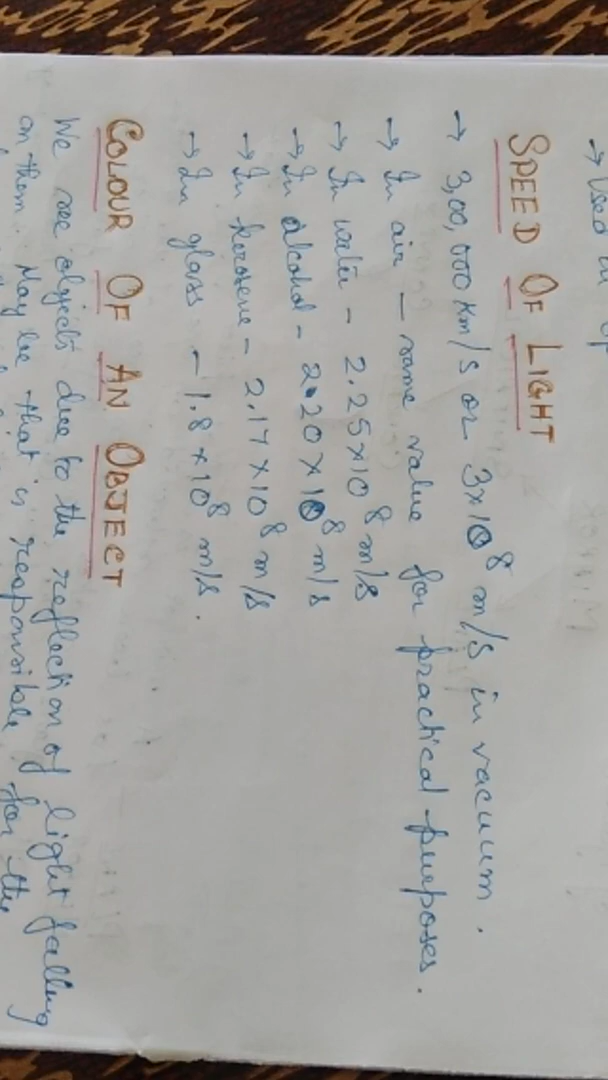 → Used in
SPEED OF LIGHT
→ 3,00,000 Km/s or 3×10⁸ m/s in vacuum.
→ In air – same value for practical purposes.
→ In water – 2.25×10⁸ m/s
→ In alcohol – 2.20×10⁸ m/s
→ In kerosene – 2.17×10⁸ m/s
→ In glass – 1.8×10⁸ m/s.
COLOUR OF AN OBJECT
We see objects due to the reflection of light falling
on them. May be that is responsible for the